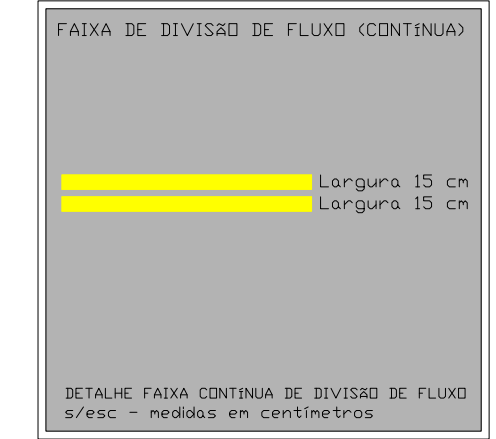 FAIXA DE DIVISÃO DE FLUXO (CONTÍNUA)
Largura 15 cm
Largura 15 cm
DETALHE FAIXA CONTÍNUA DE DIVISÃO DE FLUXO
s/esc - medidas em centímetros